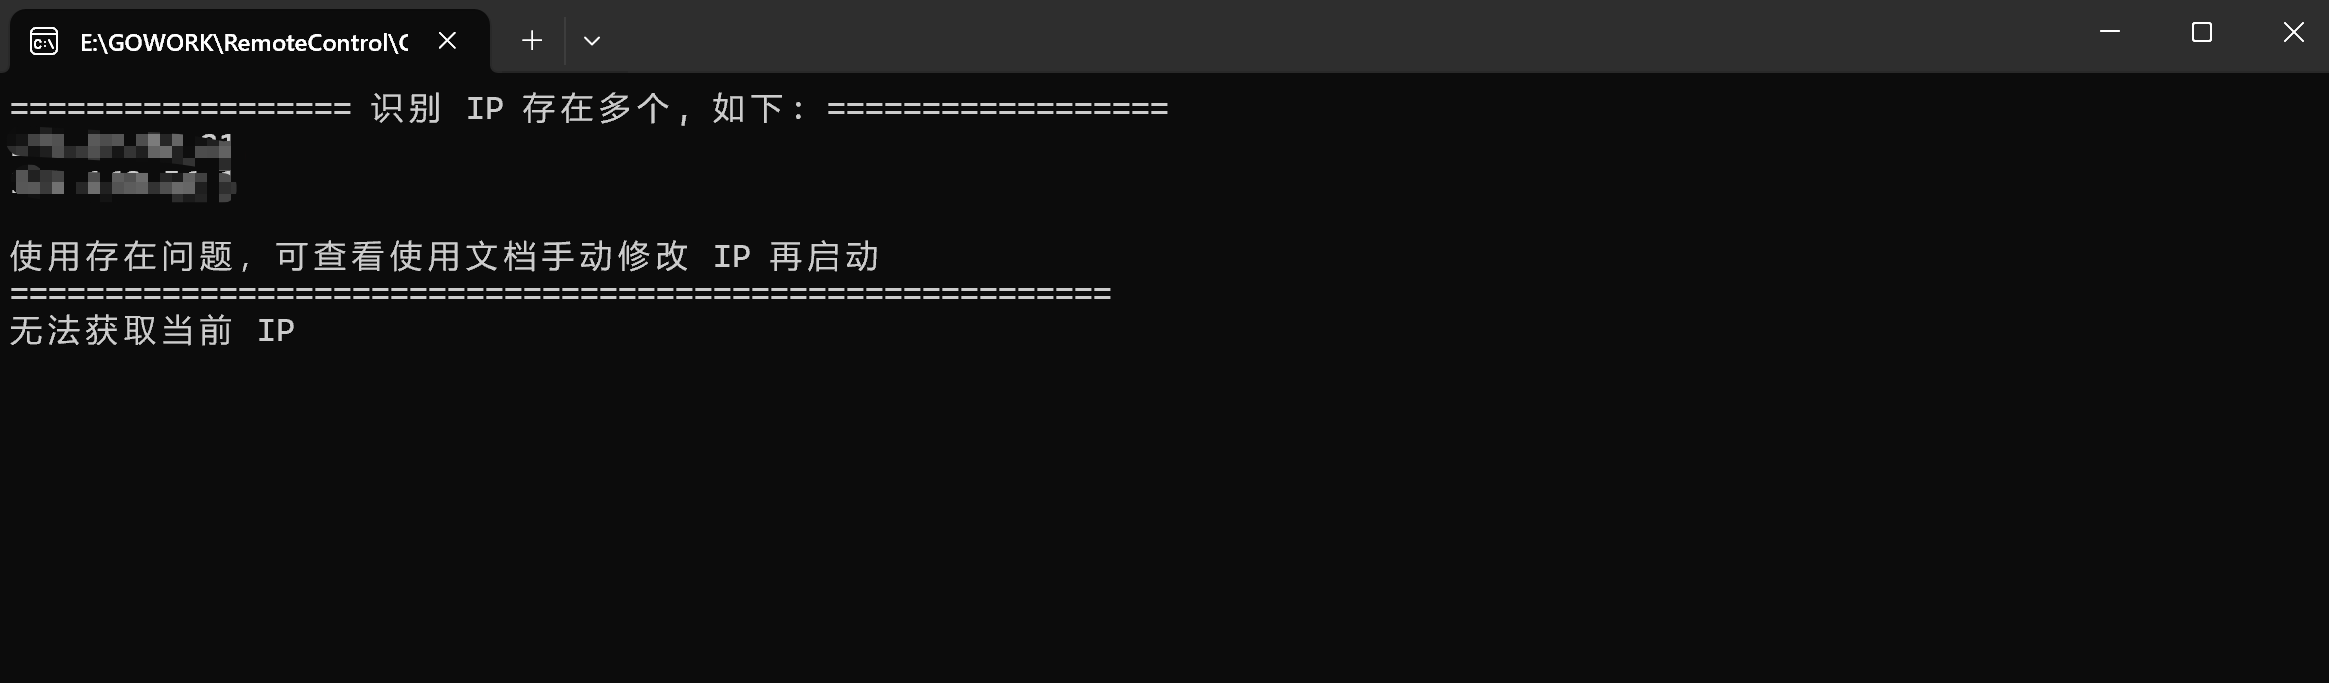 E:\GOWORK\RemoteControl\C
================== 识别 IP 存在多个，如下：==================
使用存在问题，可查看使用文档手动修改 IP 再启动
==========================================================
无法获取当前 IP